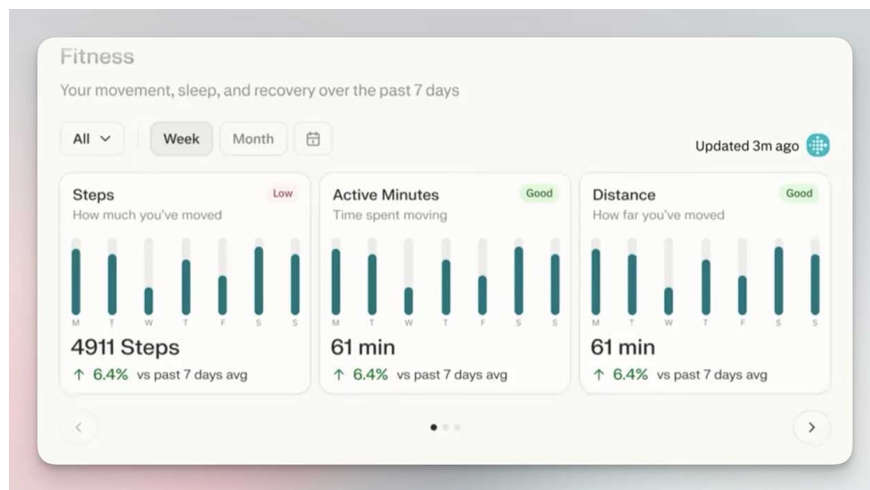 Fitness
Your movement, sleep, and recovery over the past 7 days
All
Week
Month
Updated 3m ago
Steps
Low
How much you've moved
M T W T F S S
4911 Steps
↑ 6.4% vs past 7 days avg
Active Minutes
Good
Time spent moving
M T W T F S S
61 min
↑ 6.4% vs past 7 days avg
Distance
Good
How far you've moved
M T W T F S S
61 min
↑ 6.4% vs past 7 days avg